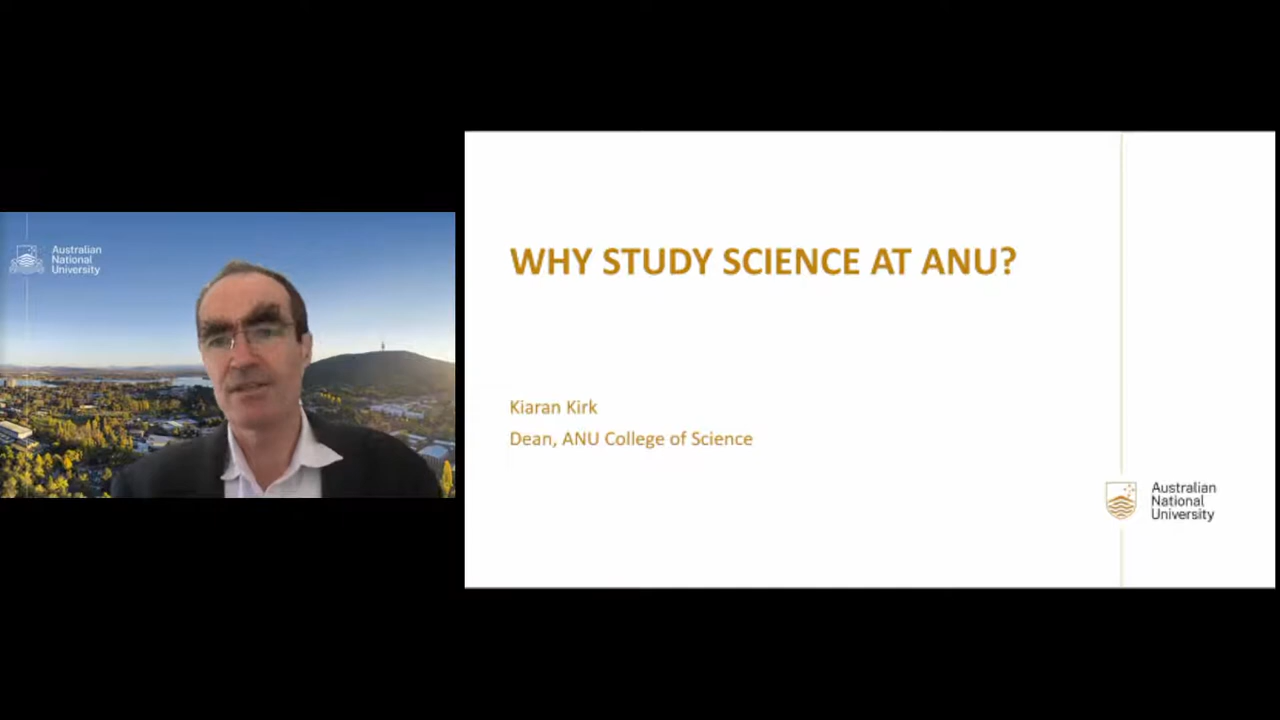 Australian
National
University
WHY STUDY SCIENCE AT ANU?
Kiaran Kirk
Dean, ANU College of Science
Australian
National
University